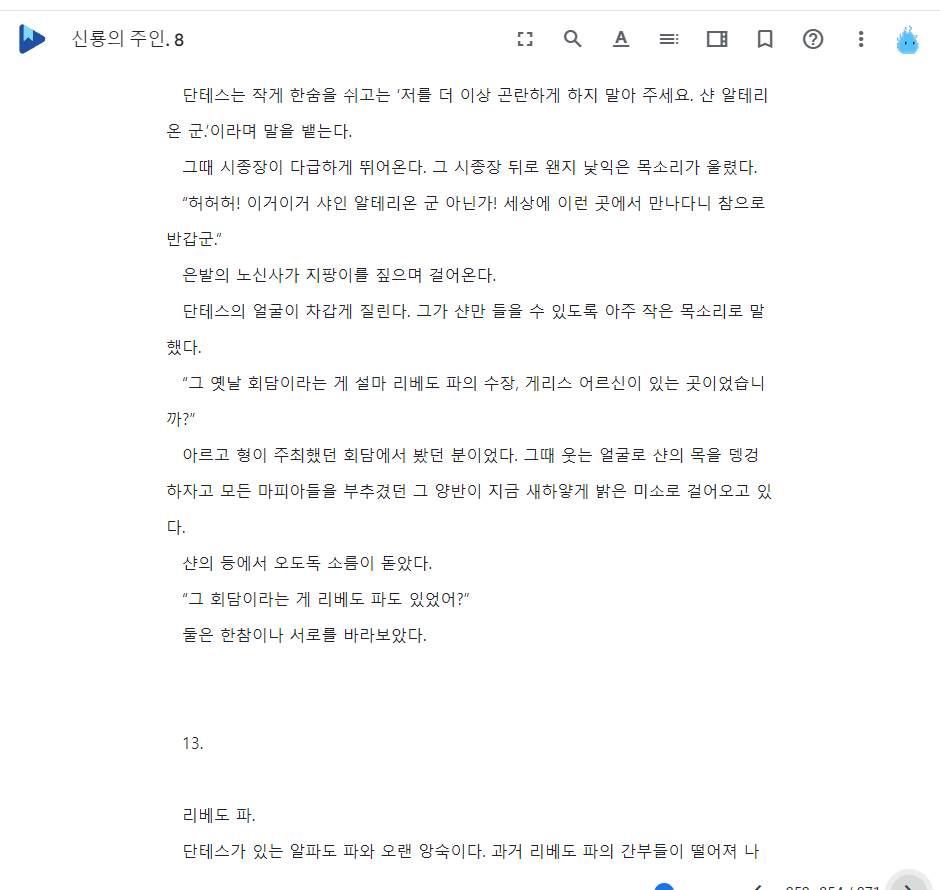 신룡의 주인. 8
단테스는 작게 한숨을 쉬고는 ‘저를 더 이상 곤란하게 하지 말아 주세요. 샨 알테리
온 군.’이라며 말을 뱉는다.
그때 시종장이 다급하게 뛰어온다. 그 시종장 뒤로 왠지 낯익은 목소리가 울렸다.
“허허허! 이거이거 샤인 알테리온 군 아닌가! 세상에 이런 곳에서 만나다니 참으로
반갑군.”
은발의 노신사가 지팡이를 짚으며 걸어온다.
단테스의 얼굴이 차갑게 질린다. 그가 샨만 들을 수 있도록 아주 작은 목소리로 말
했다.
“그 옛날 회담이라는 게 설마 리베도 파의 수장, 게리스 어르신이 있는 곳이었습니
까?”
아르고 형이 주최했던 회담에서 봤던 분이었다. 그때 웃는 얼굴로 샨의 목을 뎅겅
하자고 모든 마피아들을 부추겼던 그 양반이 지금 새하얗게 밝은 미소로 걸어오고 있
다.
샨의 등에서 오도독 소름이 돋았다.
“그 회담이라는 게 리베도 파도 있었어?”
둘은 한참이나 서로를 바라보았다.
13.
리베도 파.
단테스가 있는 알파도 파와 오랜 앙숙이다. 과거 리베도 파의 간부들이 떨어져 나